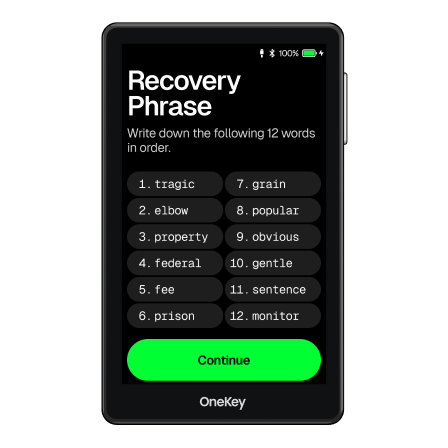 100%
Recovery
Phrase
Write down the following 12 words
in order.
1. tragic
2. elbow
3. property
4. federal
5. fee
6. prison
7. grain
8. popular
9. obvious
10. gentle
11. sentence
12. monitor
Continue
OneKey